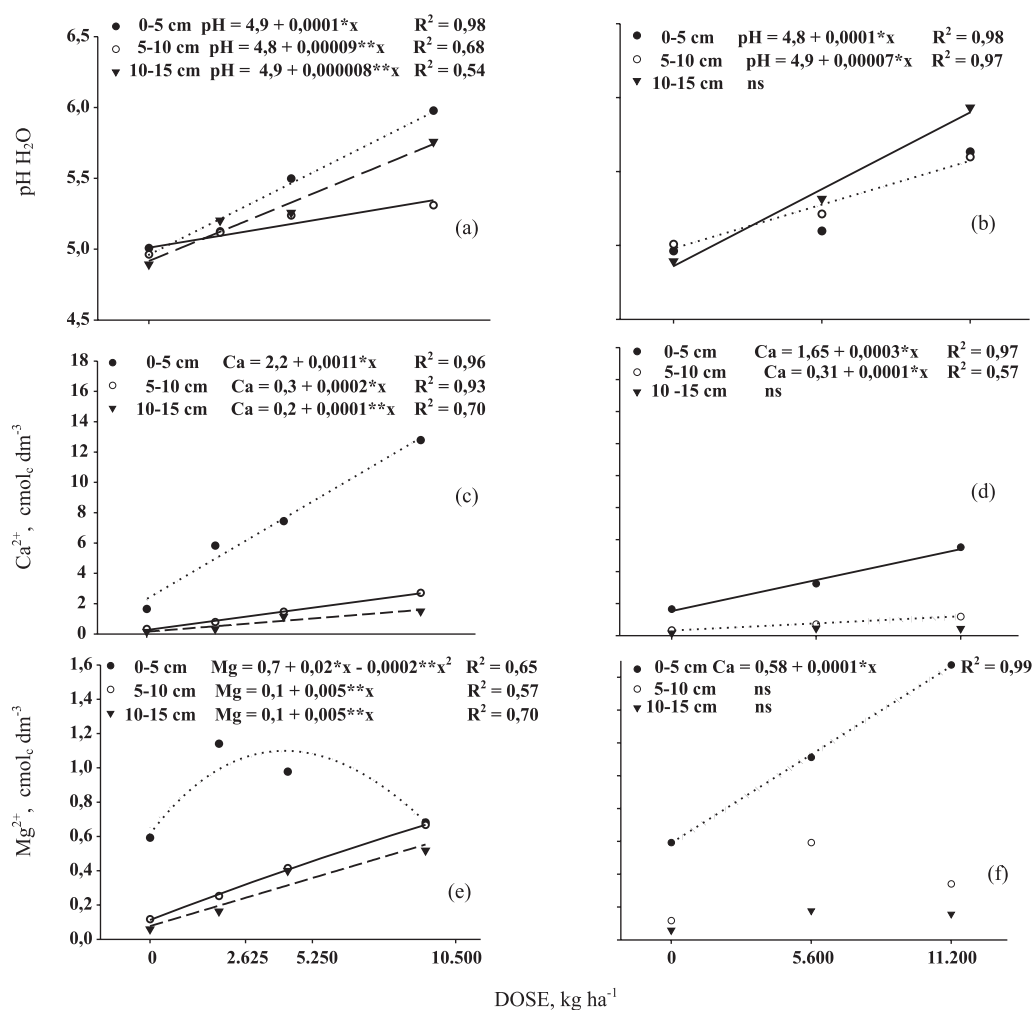 0-5 cm pH = 4,9 + 0,0001*x R² = 0,98
5-10 cm pH = 4,8 + 0,00009**x R² = 0,68
10-15 cm pH = 4,9 + 0,000008**x R² = 0,54
6,5
6,0
5,5
5,0
4,5
pH H₂O
(a)
0-5 cm pH = 4,8 + 0,0001*x R² = 0,98
5-10 cm pH = 4,9 + 0,00007*x R² = 0,97
10-15 cm ns
(b)
0-5 cm Ca = 2,2 + 0,0011*x R² = 0,96
5-10 cm Ca = 0,3 + 0,0002*x R² = 0,93
10-15 cm Ca = 0,2 + 0,0001**x R² = 0,70
18
16
14
12
10
8
6
4
2
0
Ca²⁺, cmol꜀ dm⁻³
(c)
0-5 cm Ca = 1,65 + 0,0003*x R² = 0,97
5-10 cm Ca = 0,31 + 0,0001*x R² = 0,57
10 -15 cm ns
(d)
0-5 cm Mg = 0,7 + 0,02*x - 0,0002**x² R² = 0,65
5-10 cm Mg = 0,1 + 0,005**x R² = 0,57
10-15 cm Mg = 0,1 + 0,005**x R² = 0,70
1,6
1,4
1,2
1,0
0,8
0,6
0,4
0,2
0,0
Mg²⁺, cmol꜀ dm⁻³
(e)
0 2.625 5.250 10.500
0-5 cm Ca = 0,58 + 0,0001*x R² = 0,99
5-10 cm ns
10-15 cm ns
(f)
0 5.600 11.200
DOSE, kg ha⁻¹